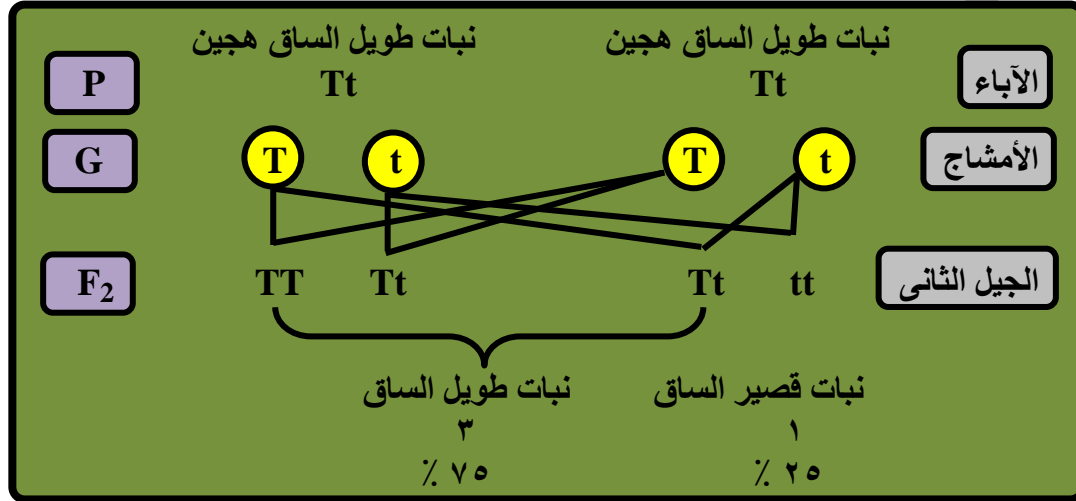 نبات طويل الساق هجين نبات طويل الساق هجين
الآباء Tt Tt P
الأمشاج t T t T G
الجيل الثانى tt Tt Tt TT F₂
نبات قصير الساق نبات طويل الساق
١ ٣
٢٥ ٪ ٧٥ ٪